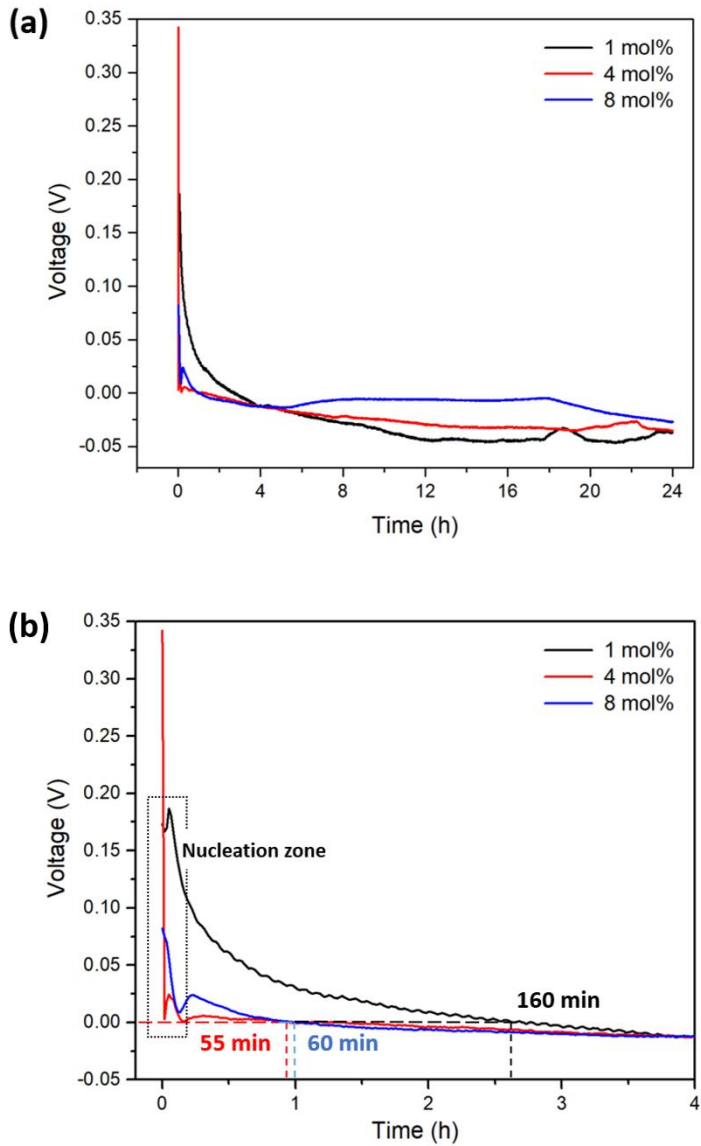 (a)
0.35
0.30
0.25
0.20
0.15
0.10
0.05
0.00
-0.05
Voltage (V)
1 mol%
4 mol%
8 mol%
0 4 8 12 16 20 24
Time (h)
(b)
0.35
0.30
0.25
0.20
0.15
0.10
0.05
0.00
-0.05
Voltage (V)
1 mol%
4 mol%
8 mol%
Nucleation zone
160 min
55 min 60 min
0 1 2 3 4
Time (h)